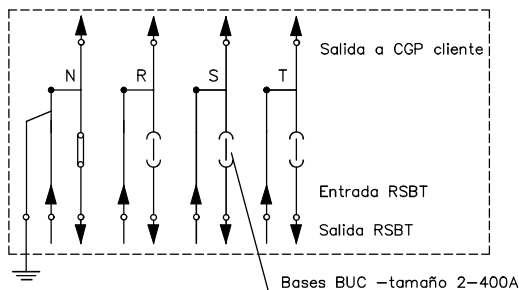 Salida a CGP cliente
N
R
S
T
Entrada RSBT
Salida RSBT
Bases BUC -tamaño 2-400A